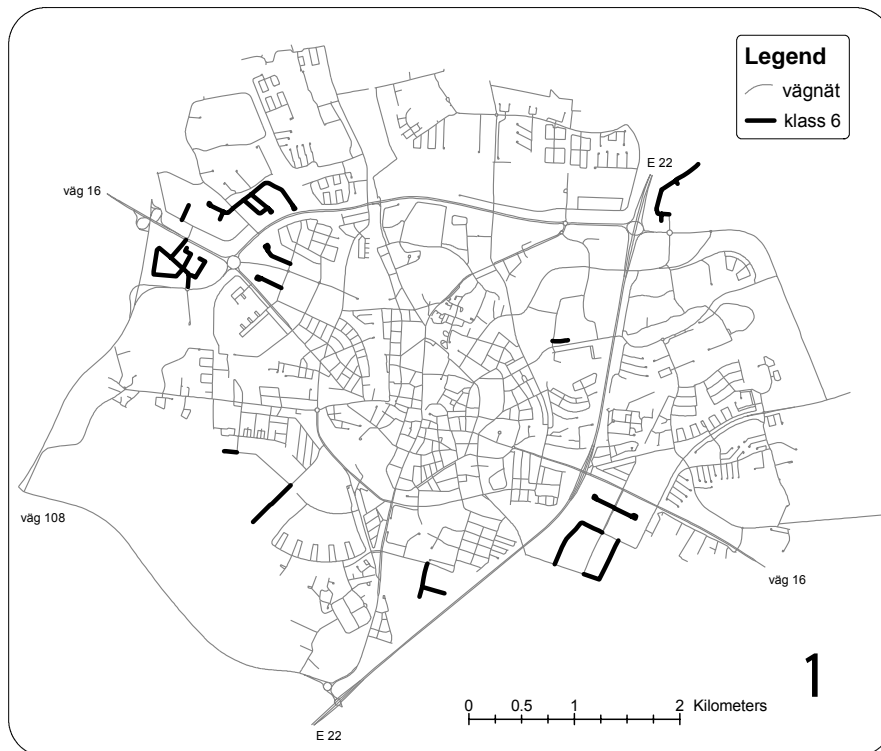 Legend
vägnät
klass 6
E 22
väg 16
väg 108
väg 16
1
0 0.5 1 2 Kilometers
E 22